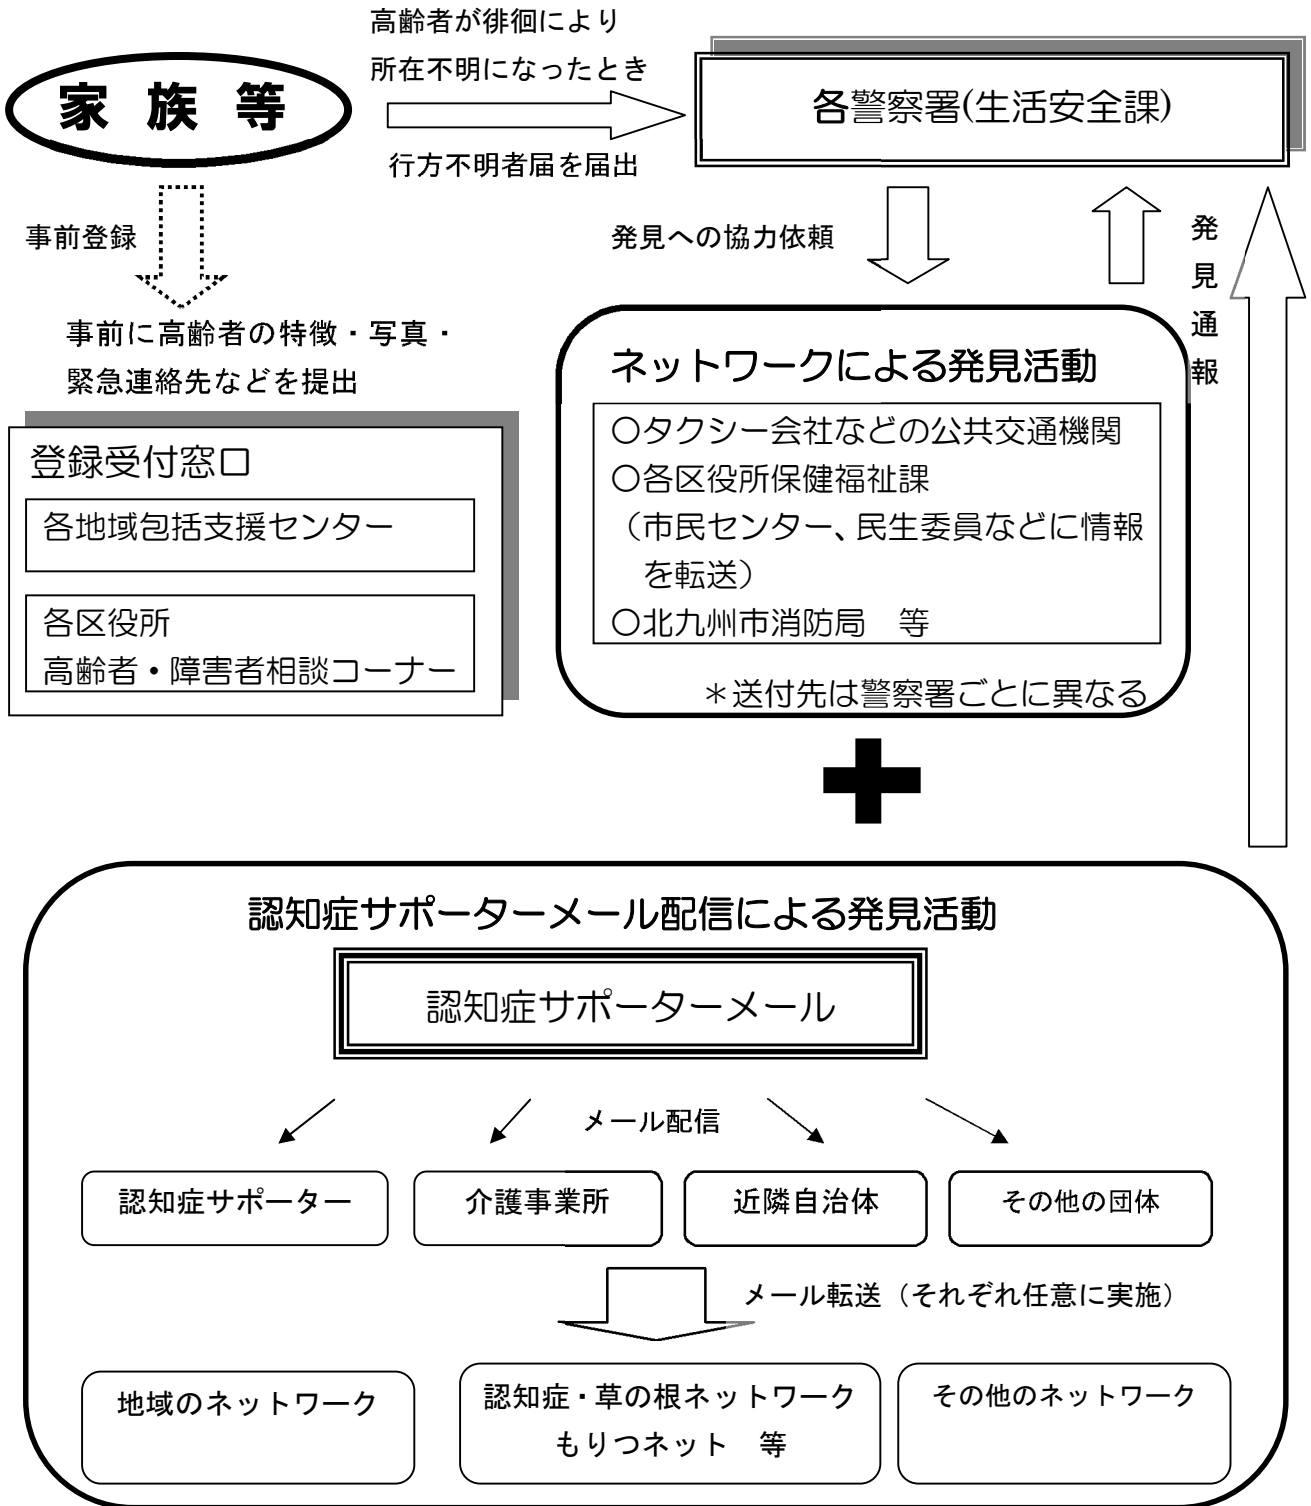 高齢者が徘徊により
所在不明になったとき
家 族 等
各警察署(生活安全課)
行方不明者届を届出
事前登録
発見への協力依頼
発見通報
事前に高齢者の特徴・写真・
緊急連絡先などを提出
登録受付窓口
各地域包括支援センター
各区役所
高齢者・障害者相談コーナー
ネットワークによる発見活動
○タクシー会社などの公共交通機関
○各区役所保健福祉課
（市民センター、民生委員などに情報
を転送）
○北九州市消防局　等
＊送付先は警察署ごとに異なる
認知症サポーターメール配信による発見活動
認知症サポーターメール
メール配信
認知症サポーター
介護事業所
近隣自治体
その他の団体
メール転送（それぞれ任意に実施）
地域のネットワーク
認知症・草の根ネットワーク
もりつネット　等
その他のネットワーク